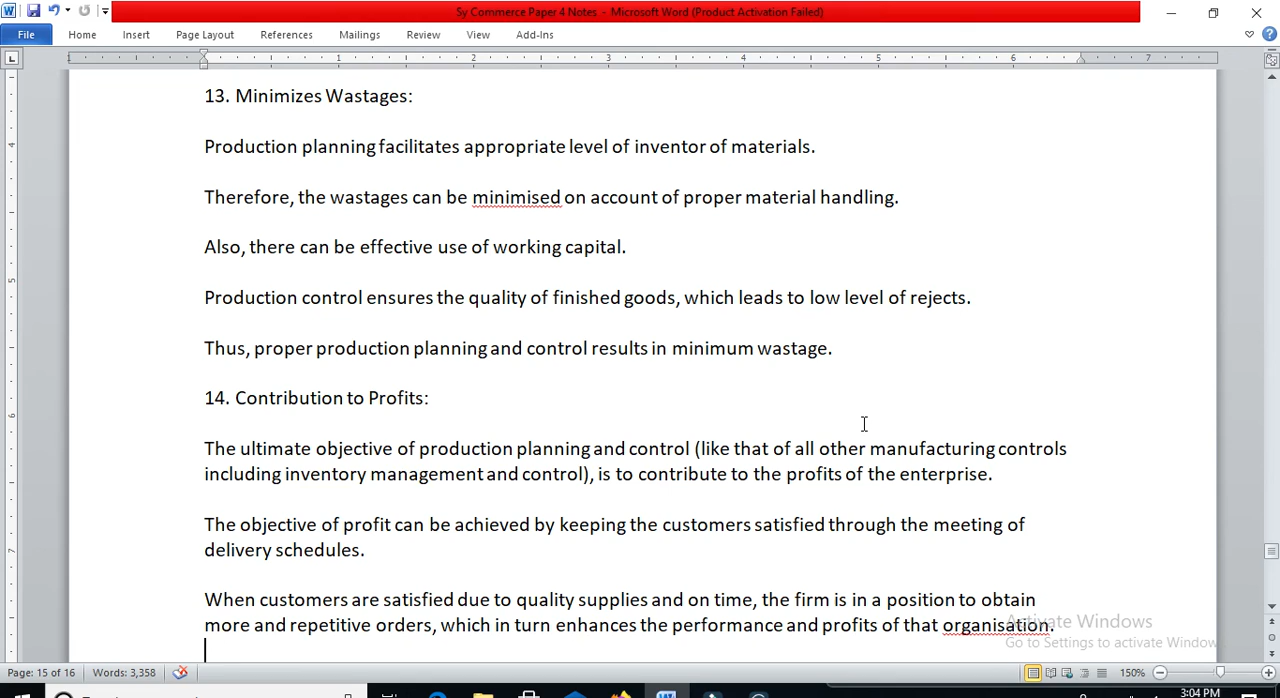 Sy Commerce Paper 4 Notes - Microsoft Word (Product Activation Failed)
File Home Insert Page Layout References Mailings Review View Add-Ins
1 1 2 3 4 5 6 7
13. Minimizes Wastages:
Production planning facilitates appropriate level of inventor of materials.
Therefore, the wastages can be minimised on account of proper material handling.
Also, there can be effective use of working capital.
Production control ensures the quality of finished goods, which leads to low level of rejects.
Thus, proper production planning and control results in minimum wastage.
14. Contribution to Profits:
The ultimate objective of production planning and control (like that of all other manufacturing controls
including inventory management and control), is to contribute to the profits of the enterprise.
The objective of profit can be achieved by keeping the customers satisfied through the meeting of
delivery schedules.
When customers are satisfied due to quality supplies and on time, the firm is in a position to obtain
more and repetitive orders, which in turn enhances the performance and profits of that organisation.
Activate Windows
Go to Settings to activate Windows.
Page: 15 of 16 Words: 3,358 150%
3:04 PM